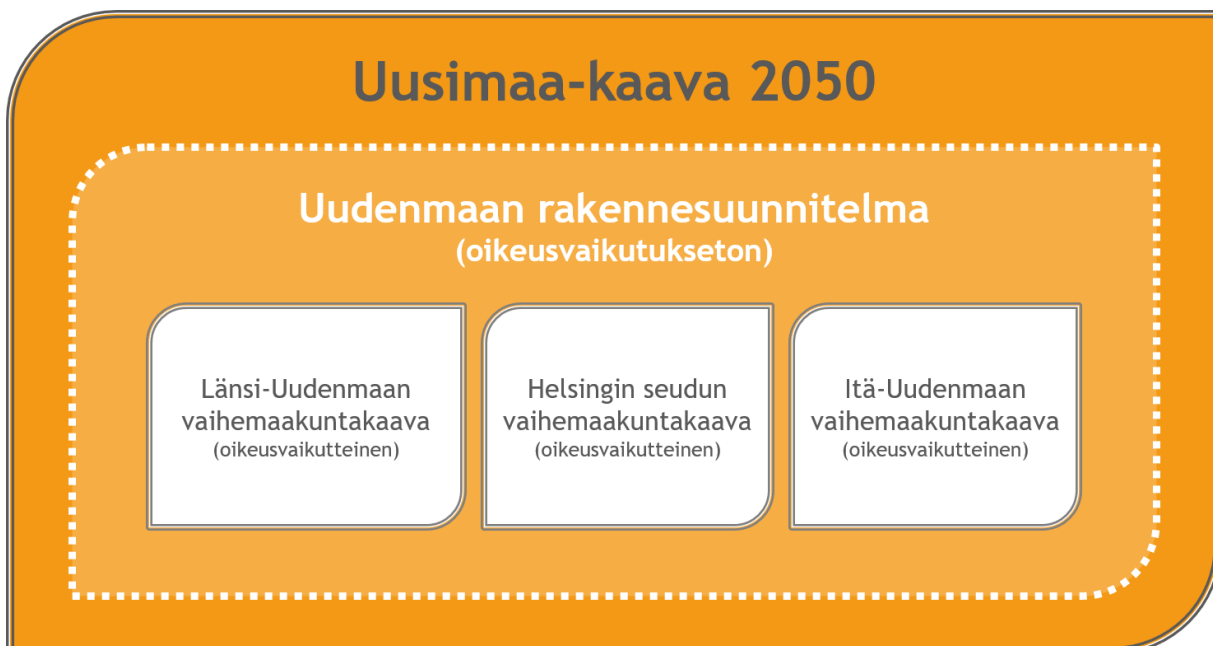 Uusimaa-kaava 2050
Uudenmaan rakennesuunnitelma
(oikeusvaikutukseton)
Länsi-Uudenmaan
vaihemaakuntakaava
(oikeusvaikutteinen)
Helsingin seudun
vaihemaakuntakaava
(oikeusvaikutteinen)
Itä-Uudenmaan
vaihemaakuntakaava
(oikeusvaikutteinen)